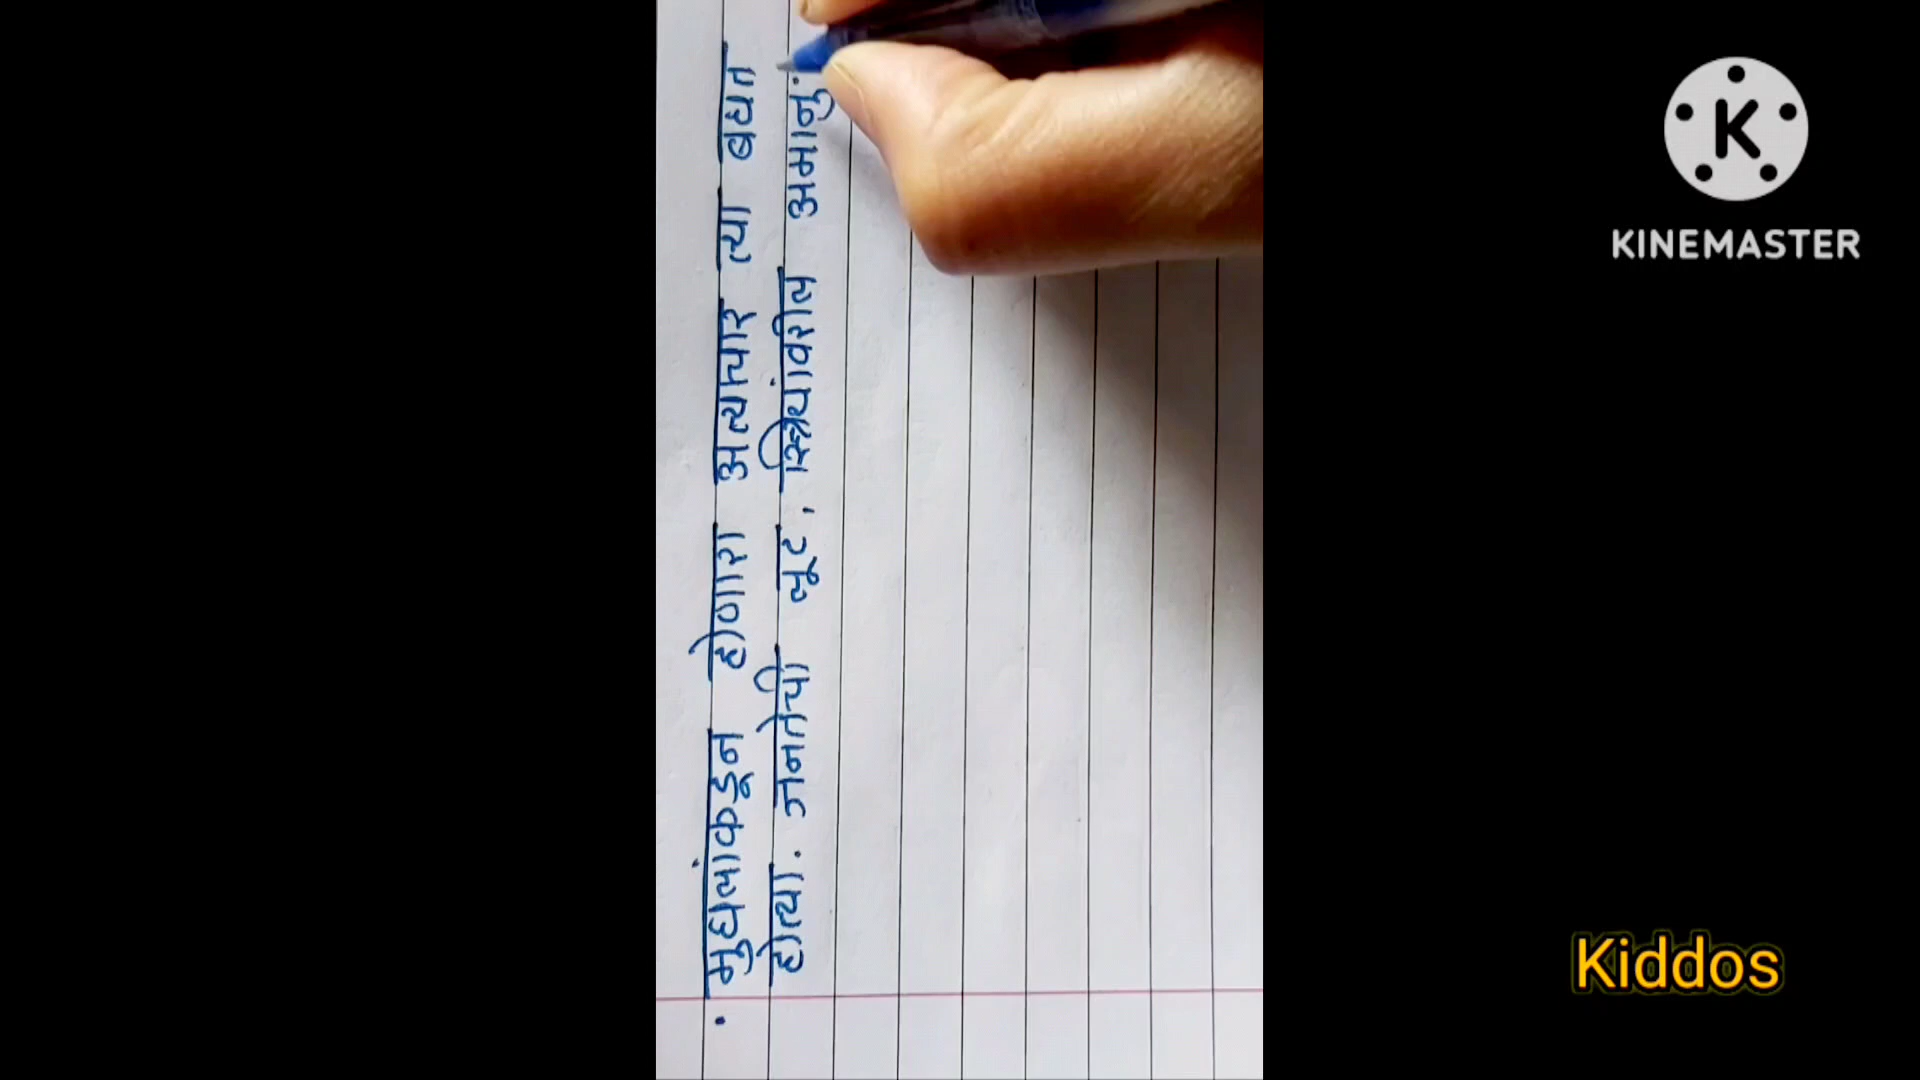 . मुघलांकडून होणारा अत्याचार त्या बघत
होत्या. जनतेची लूट, स्त्रियांवरील अमानु
KINEMASTER
Kiddos